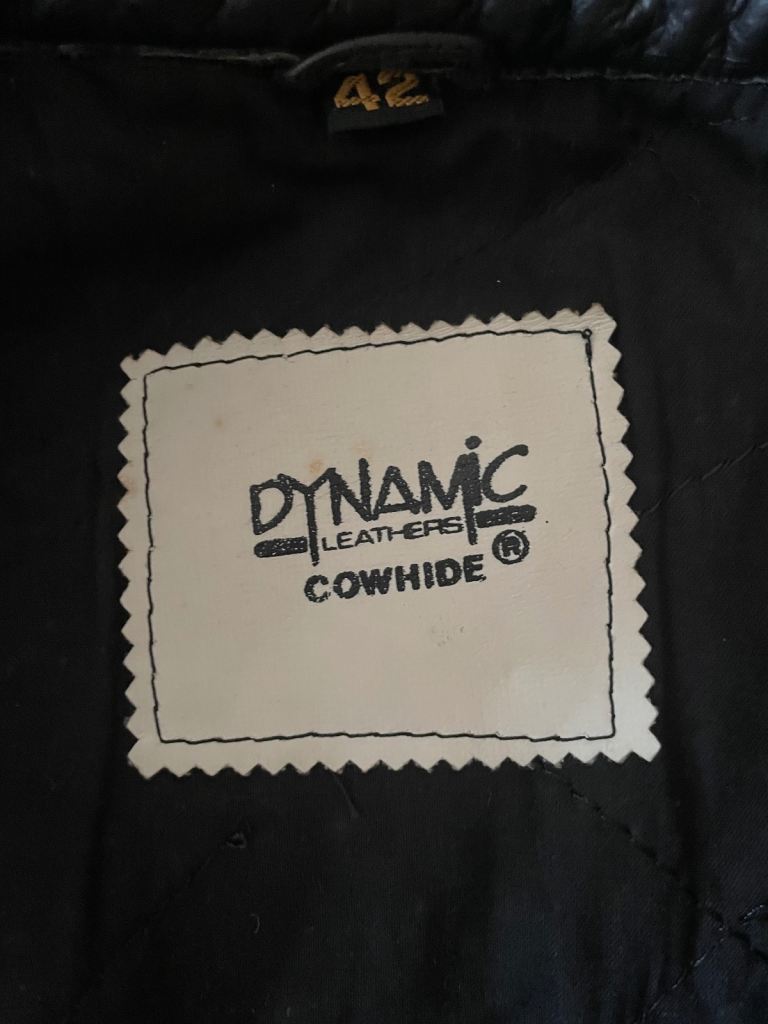 42
DYNAMIC
LEATHERS
COWHIDE ®